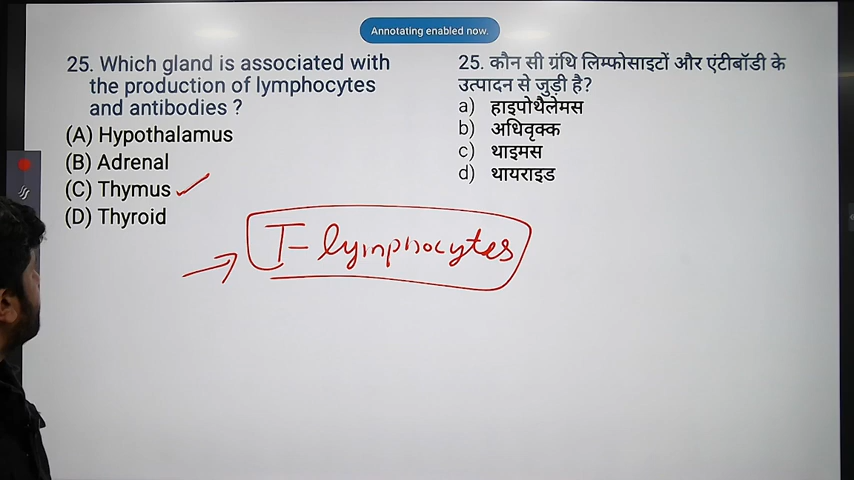 Annotating enabled now.
25. Which gland is associated with
the production of lymphocytes
and antibodies ?
(A) Hypothalamus
(B) Adrenal
(C) Thymus
(D) Thyroid
25. कौन सी ग्रंथि लिम्फोसाइटों और एंटीबॉडी के
उत्पादन से जुड़ी है?
a) हाइपोथैलेमस
b) अधिवृक्क
c) थाइमस
d) थायराइड
T- lymphocytes